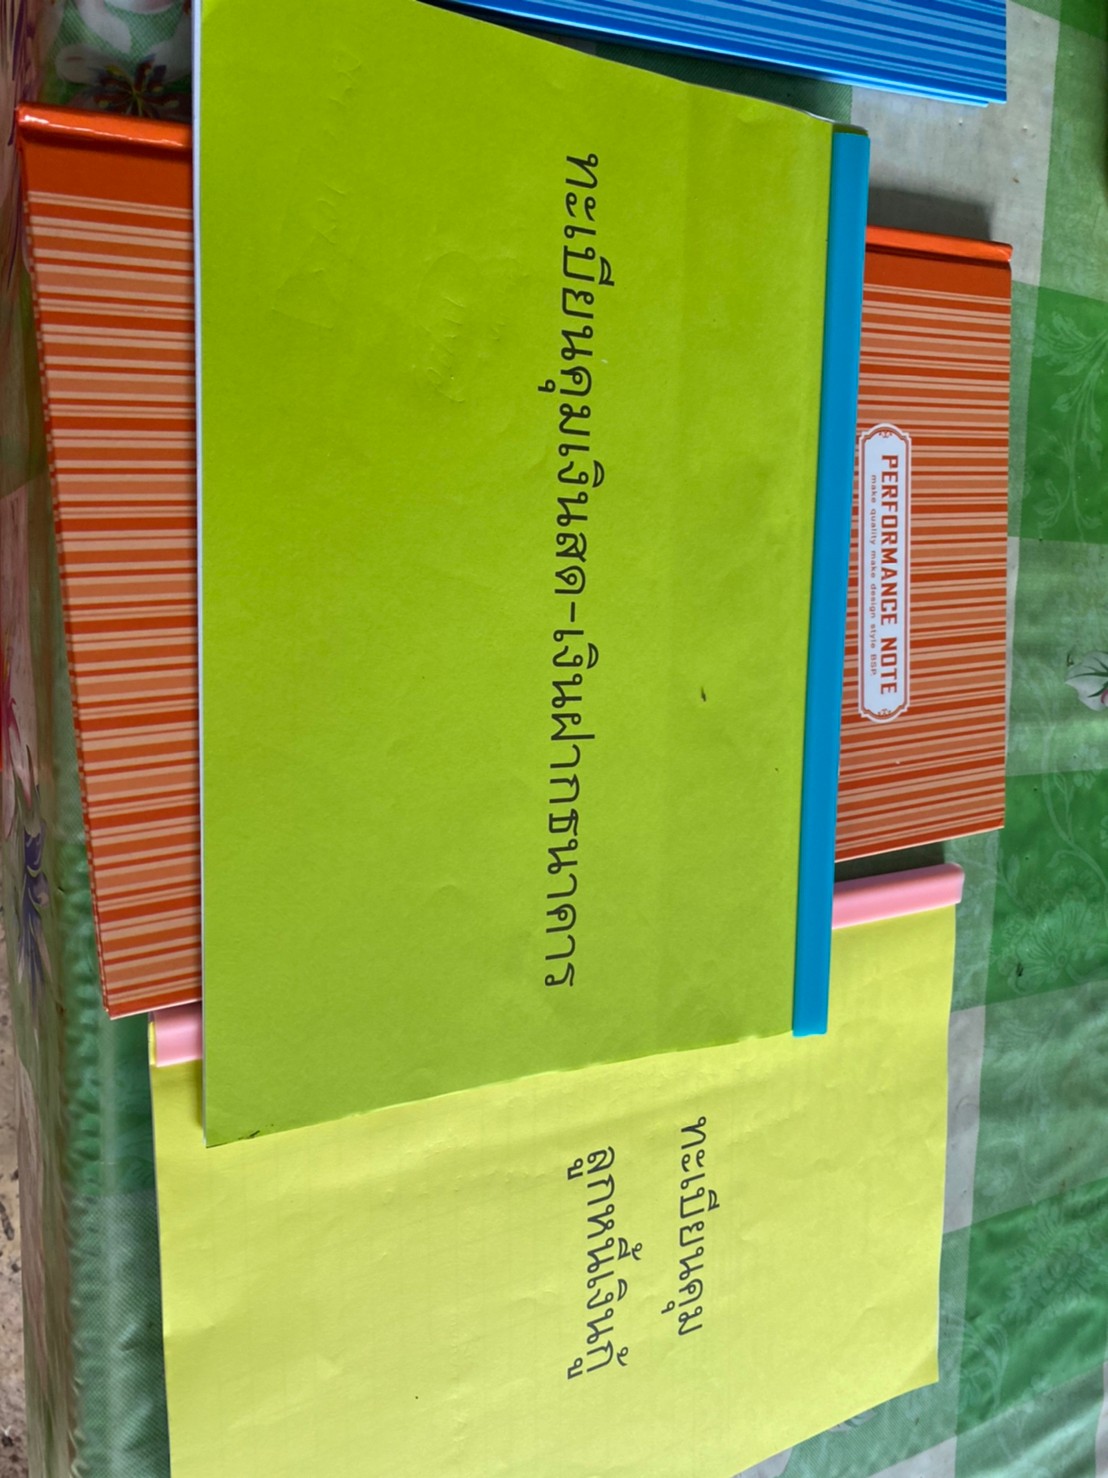 ทะเบียนคุมเงินสด-เงินฝากธนาคาร
PERFORMANCE NOTE
make quality make design style BSP.
ทะเบียนคุม
ลูกหนี้เงินกู้